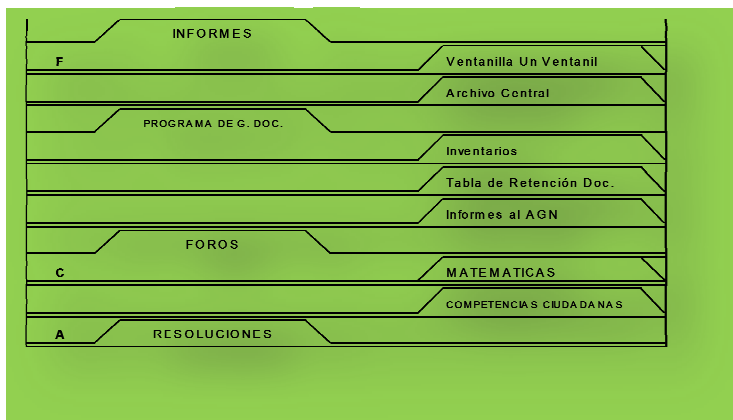 INFORMES
F
Ventanilla Un Ventanil
Archivo Central
PROGRAMA DE G. DOC.
Inventarios
Tabla de Retención Doc.
Informes al AGN
FOROS
C
MATEMATICAS
COMPETENCIAS CIUDADANAS
A
RESOLUCIONES